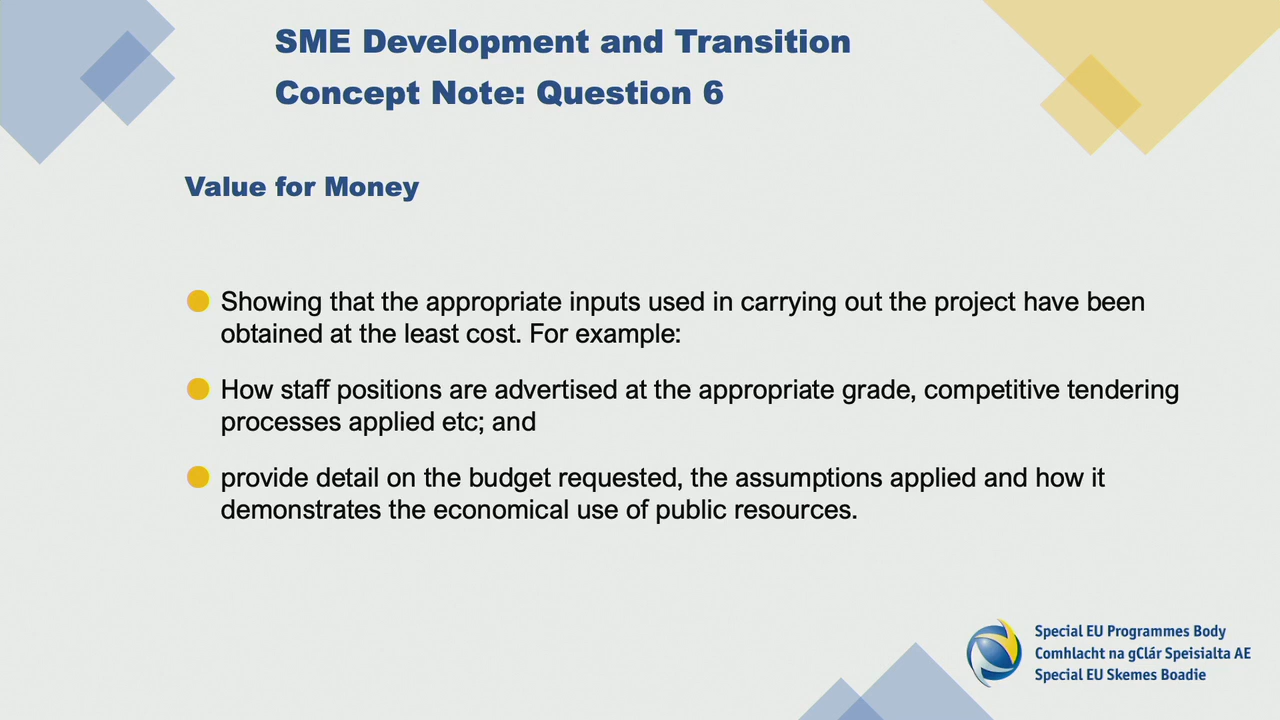 SME Development and Transition
Concept Note: Question 6
Value for Money
Showing that the appropriate inputs used in carrying out the project have been
obtained at the least cost. For example:
How staff positions are advertised at the appropriate grade, competitive tendering
processes applied etc; and
provide detail on the budget requested, the assumptions applied and how it
demonstrates the economical use of public resources.
Special EU Programmes Body
Comhlacht na gClár Speisialta AE
Special EU Skemes Boadie